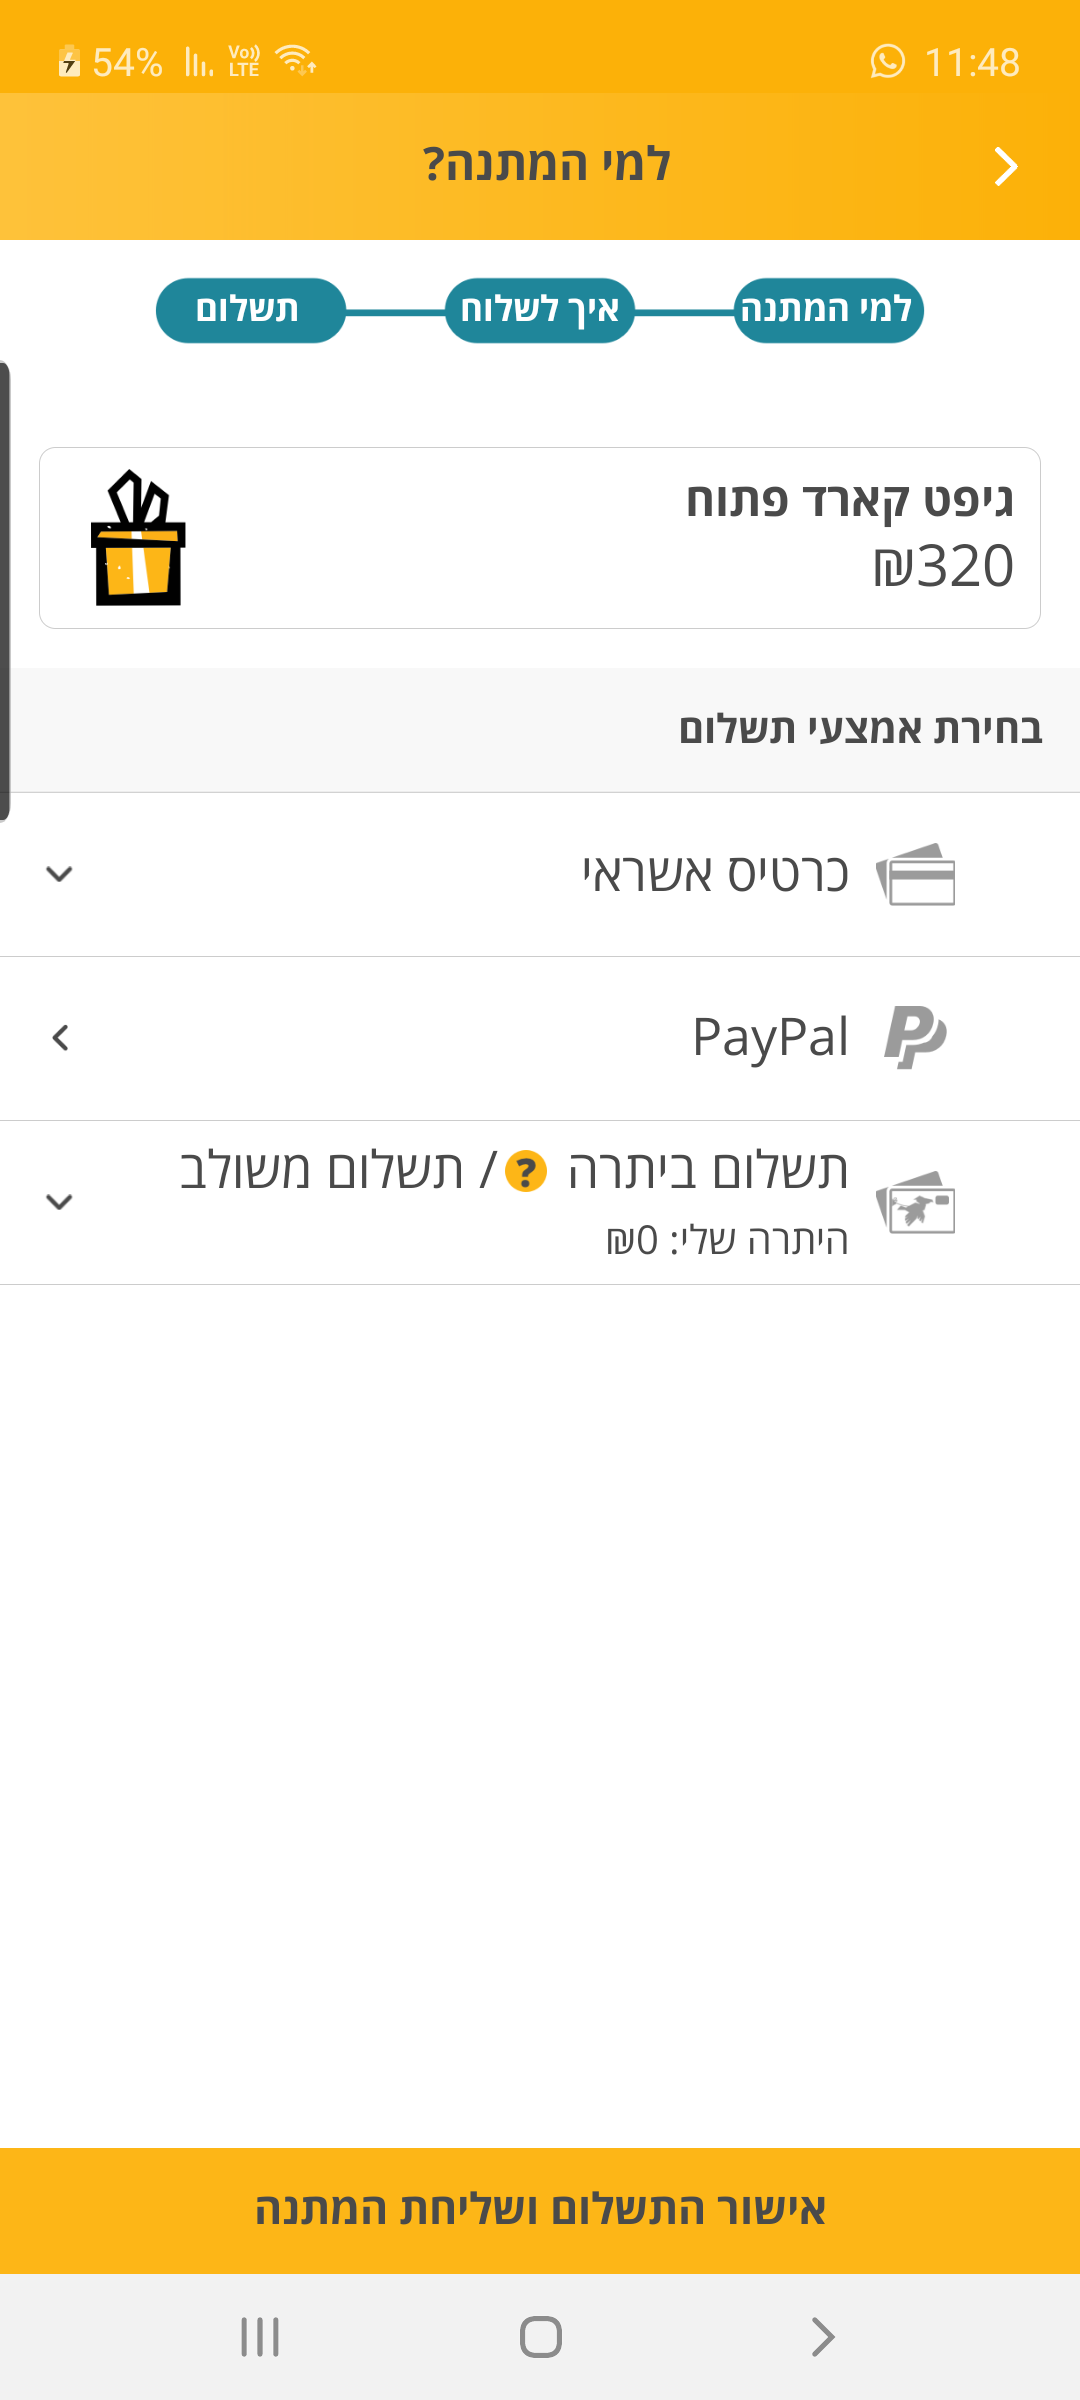 54% Vo)) LTE 11:48
למי המתנה?
למי המתנה איך לשלוח תשלום
גיפט קארד פתוח
₪320
בחירת אמצעי תשלום
כרטיס אשראי
PayPal
תשלום ביתרה ? / תשלום משולב
היתרה שלי: ₪0
אישור התשלום ושליחת המתנה